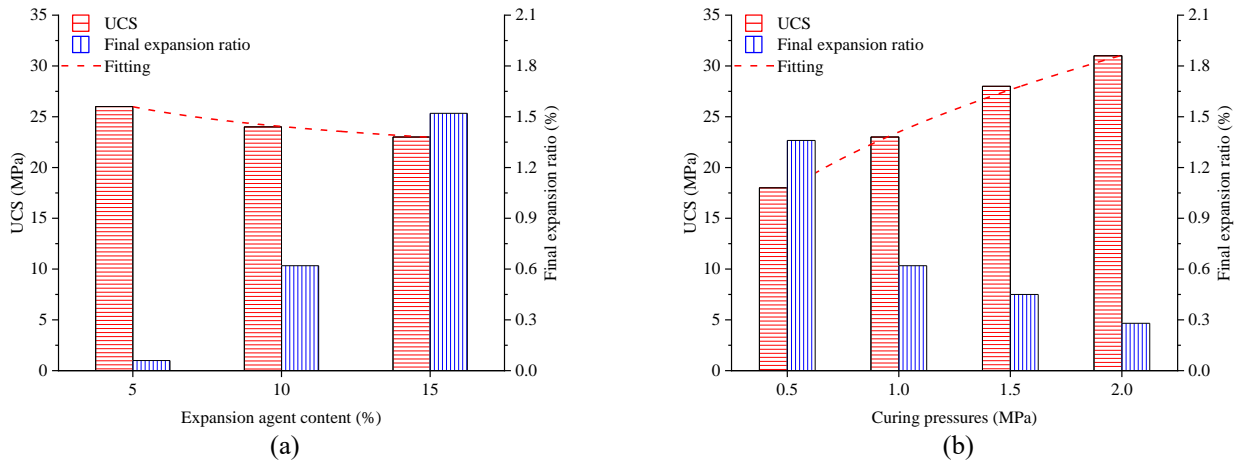 UCS
Final expansion ratio
Fitting
35
30
25
20
15
10
5
0
UCS (MPa)
2.1
1.8
1.5
1.2
0.9
0.6
0.3
0.0
Final expansion ratio (%)
5 10 15
Expansion agent content (%)
(a)
UCS
Final expansion ratio
Fitting
35
30
25
20
15
10
5
0
UCS (MPa)
2.1
1.8
1.5
1.2
0.9
0.6
0.3
0.0
Final expansion ratio (%)
0.5 1.0 1.5 2.0
Curing pressures (MPa)
(b)